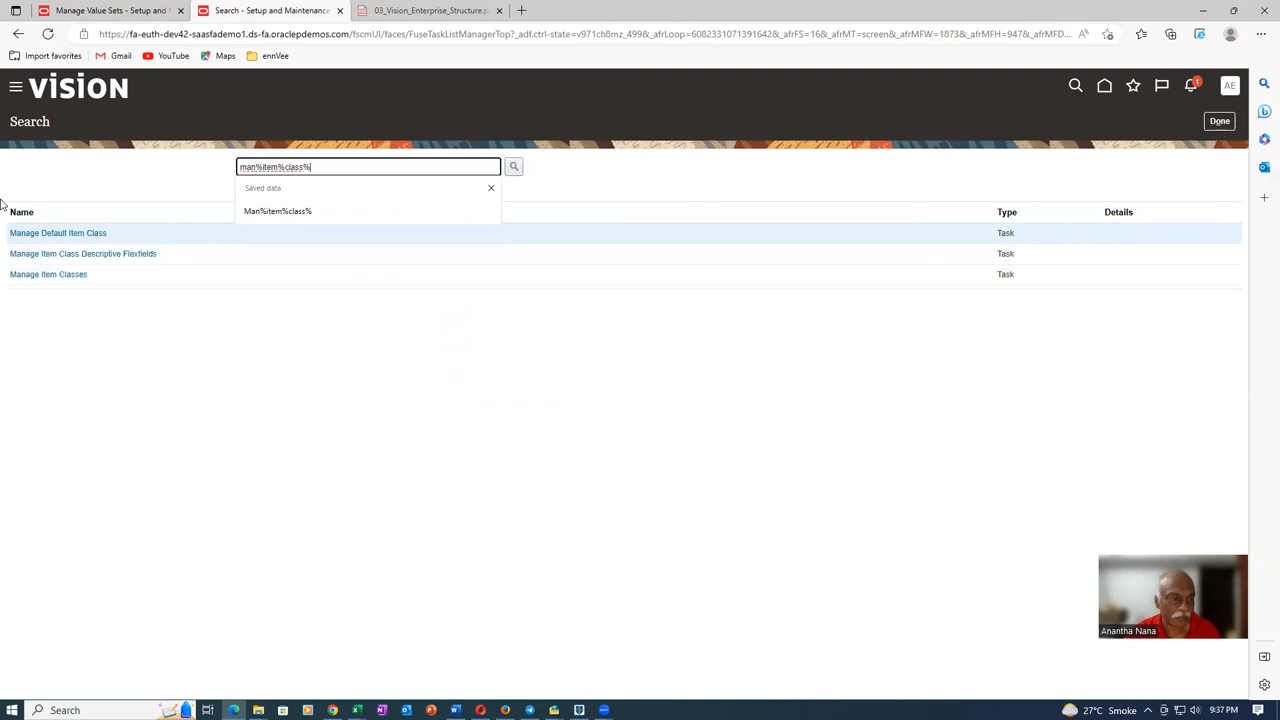 Manage Value Sets - Setup and
Search - Setup and Maintenance
03_Vision_Enterprise_Structure.p
https://fa-euth-dev42-saasfademo1.ds-fa.oraclepdemos.com/fscmUI/faces/FuseTaskListManagerTop?_adf.ctrl-state=v971ch8mz_499&_afrLoop=60823310713916428&_afrFS=16&_afrMT=screen&_afrMFW=1873&_afrMFH=947&_afrMFD...
Import favorites
Gmail
YouTube
Maps
ennVee
VISION
1
AE
Search
Done
man%item%class%
Saved data
Man%item%class%
Name
Type
Details
Manage Default Item Class
Task
Manage Item Class Descriptive Flexfields
Task
Manage Item Classes
Task
Anantha Nana
Search
27°C Smoke
9:37 PM